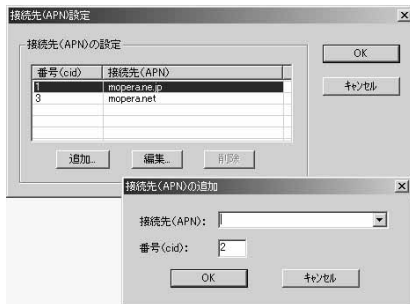 接続先(APN)設定
接続先(APN)の設定
番号(cid) 接続先(APN)
1 mopera.ne.jp
3 mopera.net
追加... 編集... 削除
OK
キャンセル
接続先(APN)の追加
接続先(APN):
番号(cid): 2
OK キャンセル